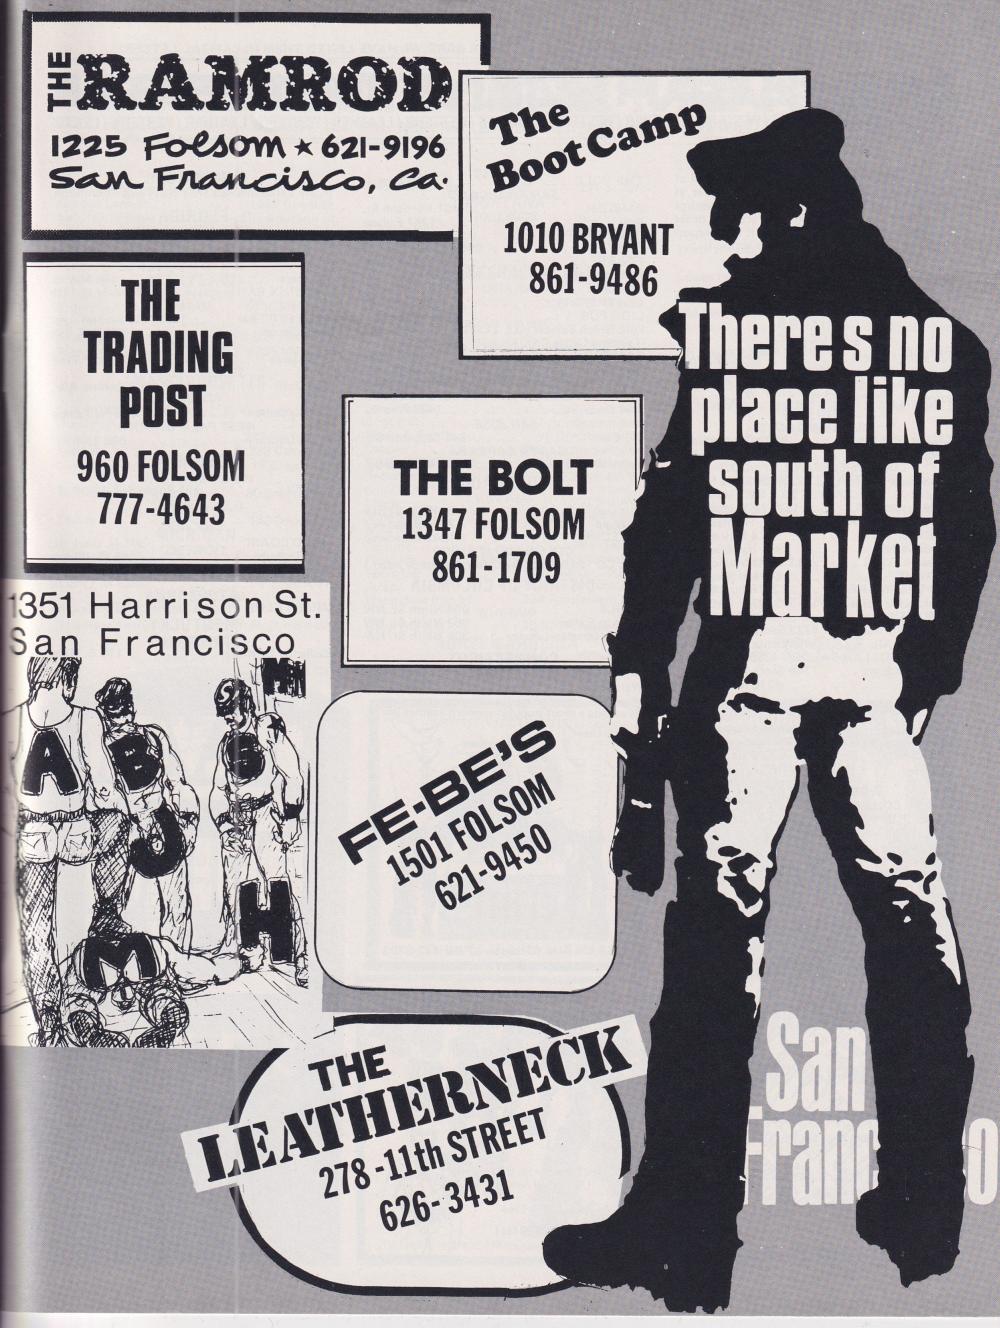 THE RAMROD
1225 Folsom ★ 621-9196
San Francisco, Ca.
The
Boot Camp
1010 BRYANT
861-9486
THE
TRADING
POST
960 FOLSOM
777-4643
There s no
place like
south of
Market
THE BOLT
1347 FOLSOM
861-1709
1351 Harrison St.
San Francisco
A
B
S
J
H
M
FE-BE'S
1501 FOLSOM
621-9450
THE
LEATHERNECK
278-11th STREET
626-3431
San
Franc o